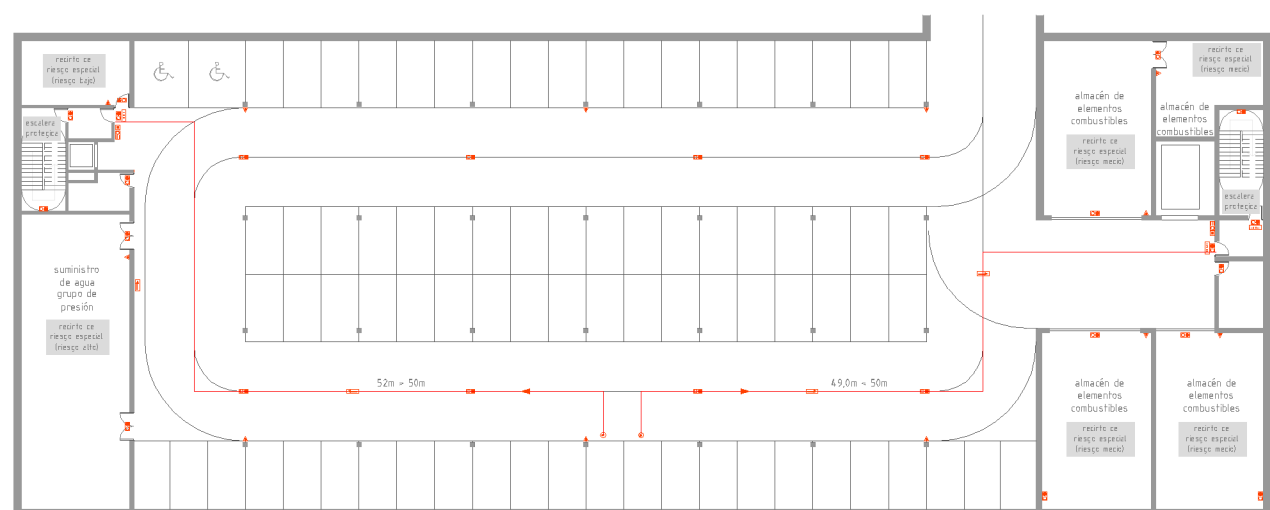 recinto de
riesgo especial
(riesgo bajo)
escalera
protegida
suministro
de agua
grupo de
presión
recinto de
riesgo especial
(riesgo alto)
52m > 50m
49,0m < 50m
almacén de
elementos
combustibles
recinto de
riesgo especial
(riesgo medio)
recinto de
riesgo especial
(riesgo medio)
almacén de
elementos
combustibles
escalera
protegida
almacén de
elementos
combustibles
recinto de
riesgo especial
(riesgo medio)
almacén de
elementos
combustibles
recinto de
riesgo especial
(riesgo medio)